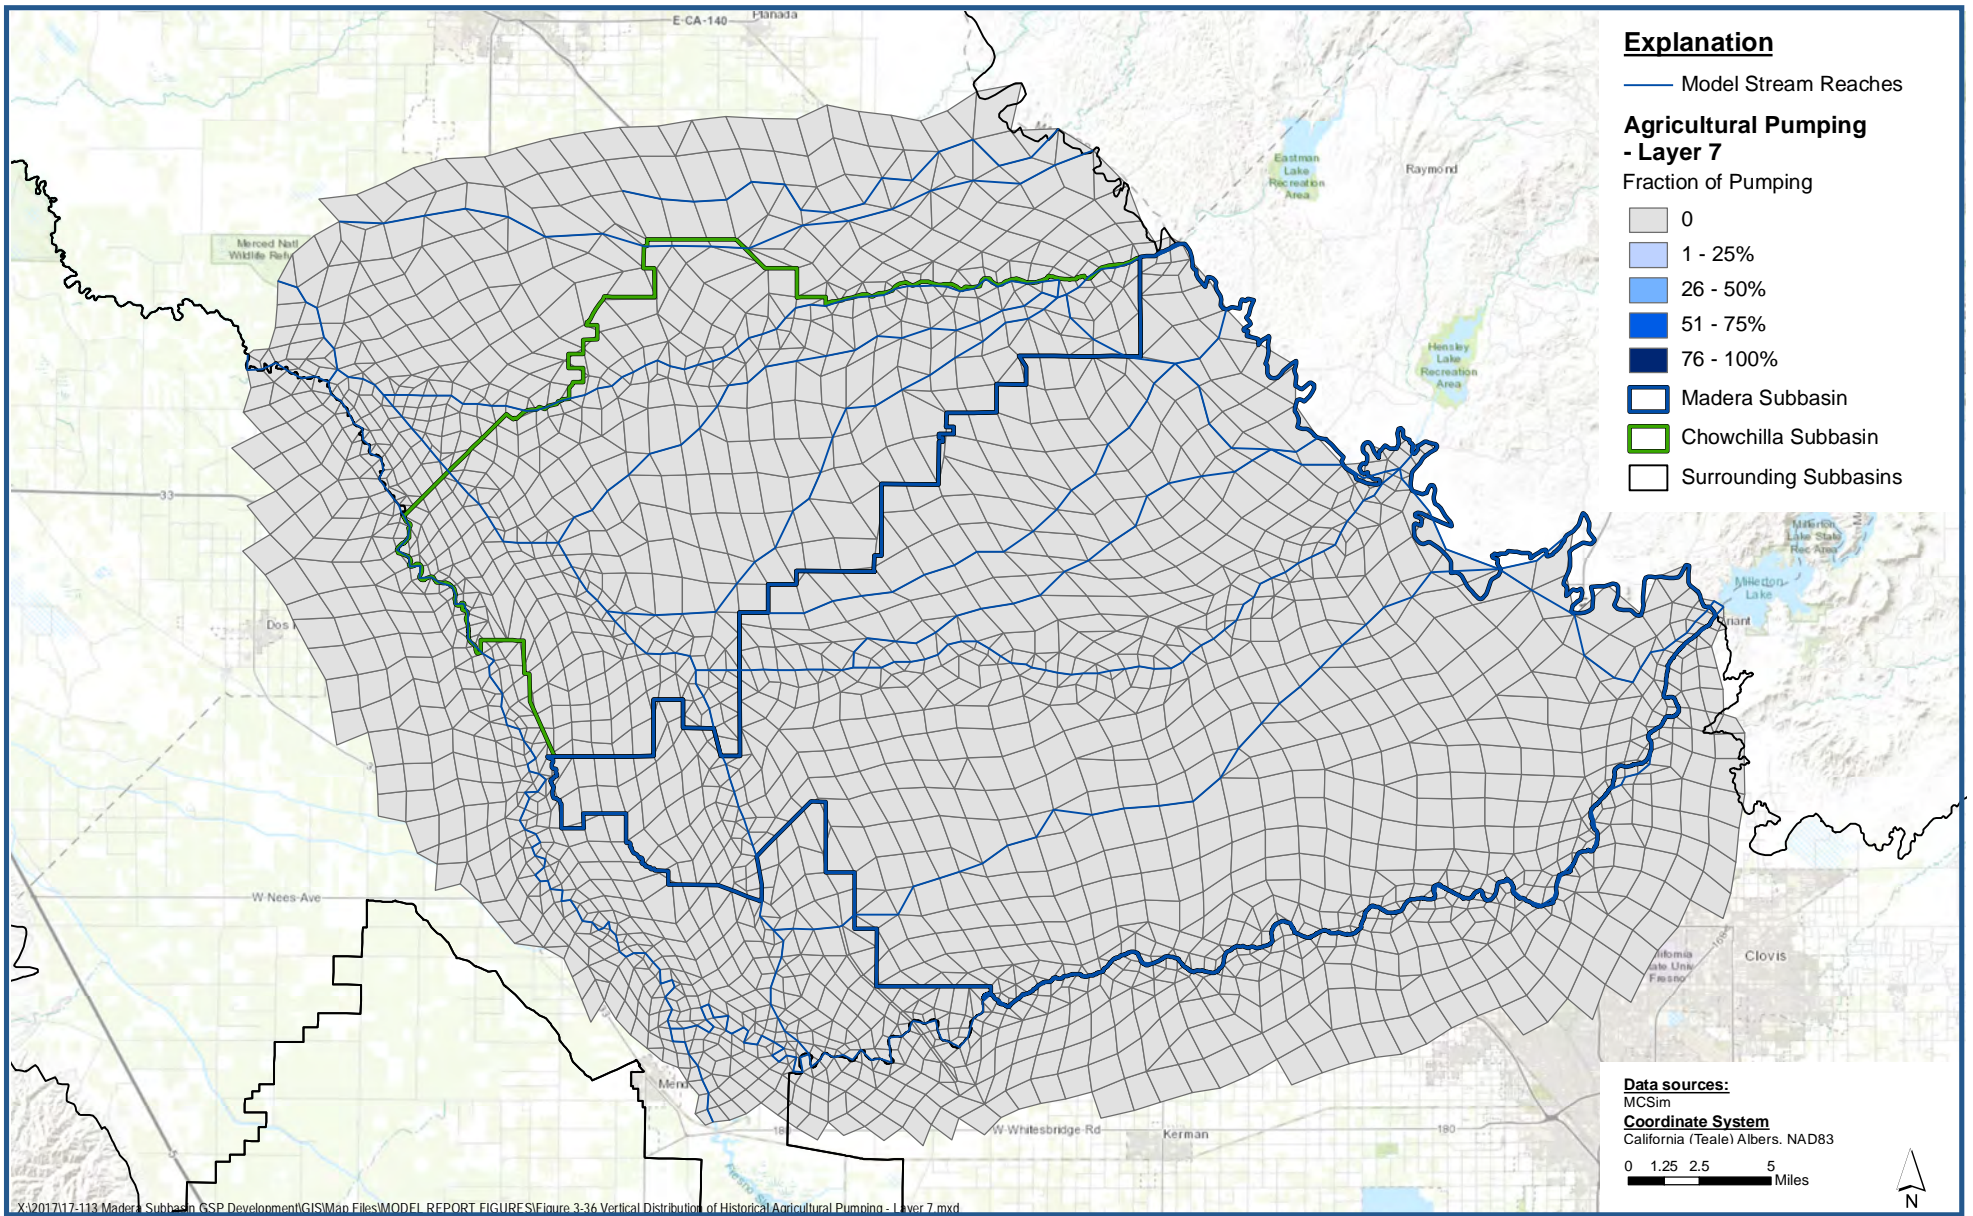 E-CA-140
Planada
Merced Natl
Wildlife Refu
Eastman
Lake
Recreation
Area
Raymond
Hensley
Lake
Recreation
Area
33
Dos
Millerton
Lake State
Rec Area
Millerton
Lake
W Nees-Ave
Clovis
Fresno
Mend
180
W-Whitesbridge-Rd
Kerman
180
Explanation
Model Stream Reaches
Agricultural Pumping
- Layer 7
Fraction of Pumping
0
1 - 25%
26 - 50%
51 - 75%
76 - 100%
Madera Subbasin
Chowchilla Subbasin
Surrounding Subbasins
Data sources:
MCSim
Coordinate System
California (Teale) Albers, NAD83
0 1.25 2.5 5
Miles
N
X:\2017\17-113 Madera Subbasin GSP Development\GIS\Map Files\MODEL REPORT FIGURES\Figure 3-36 Vertical Distribution of Historical Agricultural Pumping - Layer 7.mxd